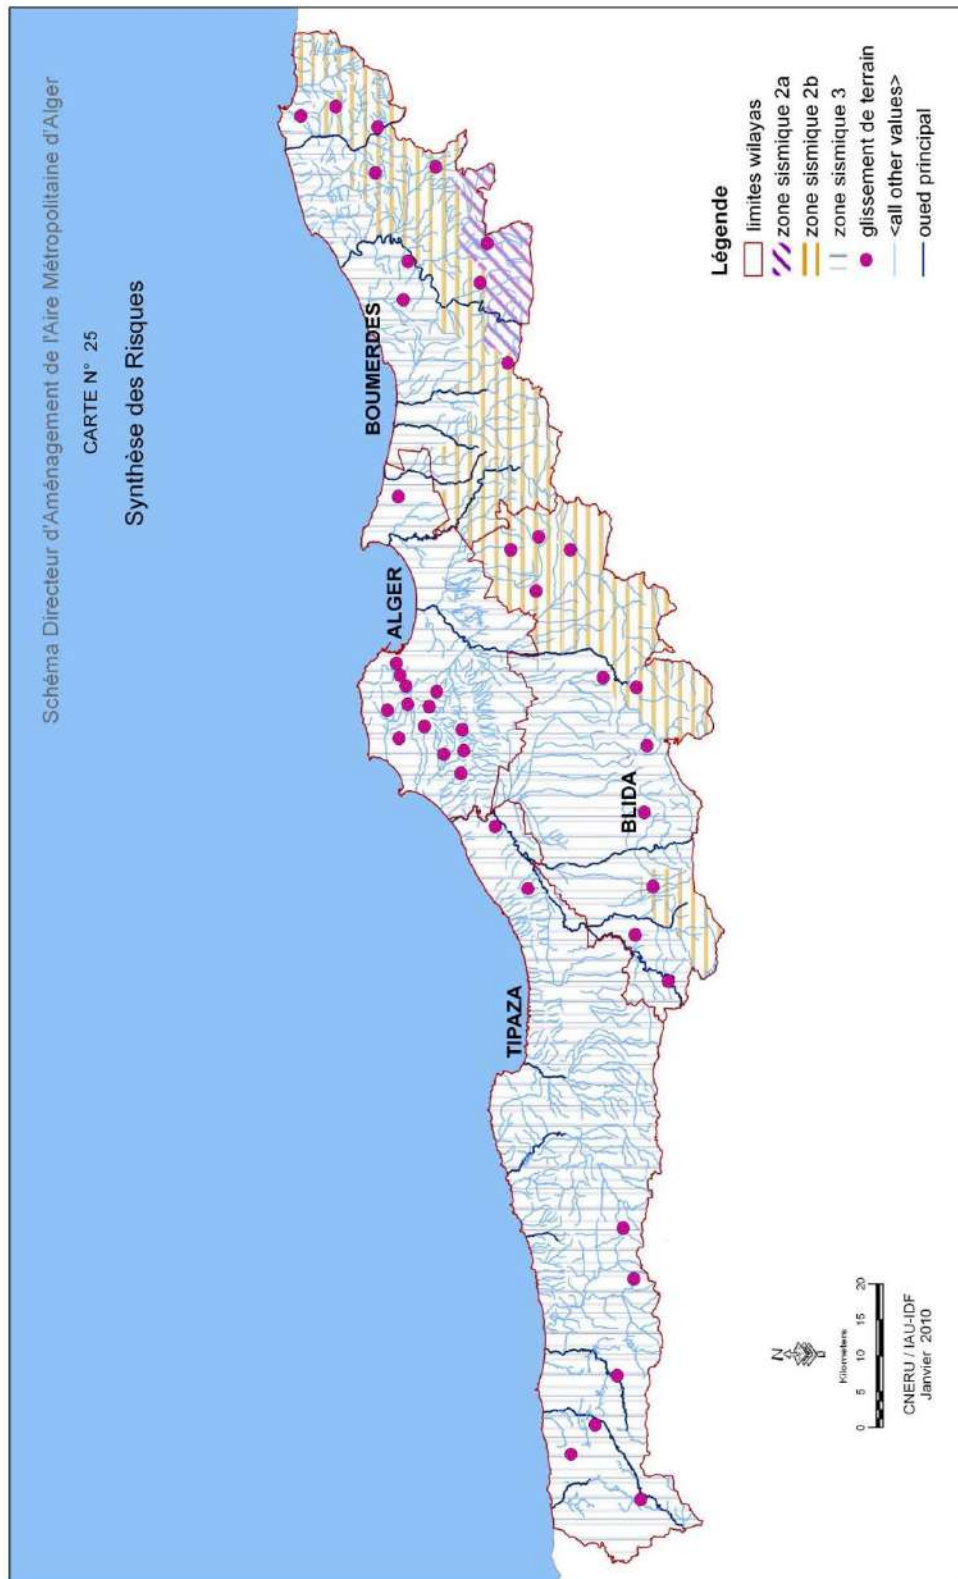 Schéma Directeur d'Aménagement de l'Aire Métropolitaine d'Alger
CARTE N° 25
Synthèse des Risques
BOUMERDES
ALGER
TIPAZA
BLIDA
Légende
limites wilayas
zone sismique 2a
zone sismique 2b
zone sismique 3
glissement de terrain
<all other values>
oued principal
N
Kilometers
0 5 10 15 20
CNERU / IAU-IDF
Janvier 2010